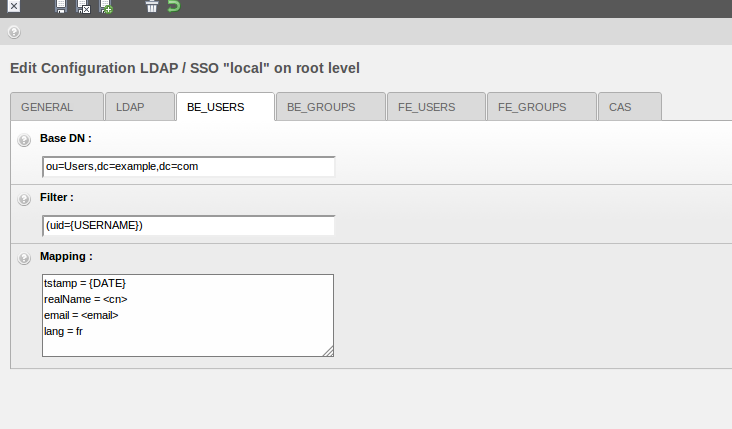 Edit Configuration LDAP / SSO "local" on root level
GENERAL LDAP BE_USERS BE_GROUPS FE_USERS FE_GROUPS CAS
Base DN :
ou=Users,dc=example,dc=com
Filter :
(uid={USERNAME})
Mapping :
tstamp = {DATE}
realName = <cn>
email = <email>
lang = fr